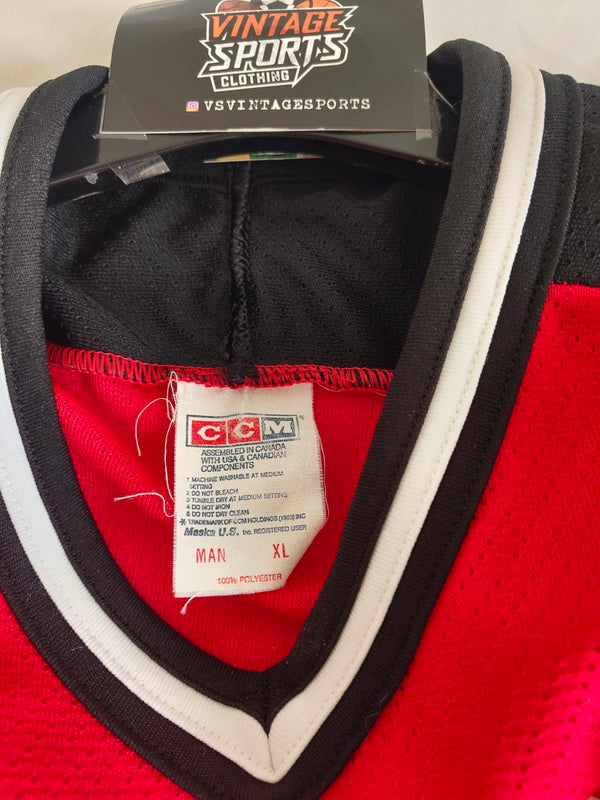 VINTAGE
SPORTS
CLOTHING
VSVINTAGESPORTS
CCM
ASSEMBLED IN CANADA
WITH USA & CANADIAN
COMPONENTS
1 MACHINE WASHABLE AT MEDIUM
SETTING
2 DO NOT BLEACH
3 TUMBLE DRY AT MEDIUM SETTING
4 DO NOT IRON
5 DO NOT DRY CLEAN
* TRADEMARK OF CCM HOLDINGS (1983) INC
Maska U.S. Inc. REGISTERED USER
MAN XL
100% POLYESTER